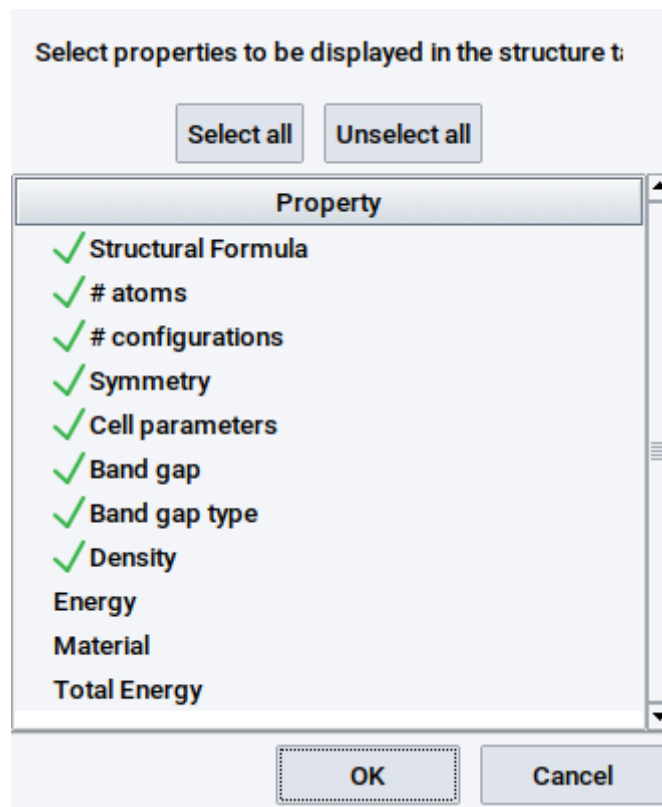 Select properties to be displayed in the structure ta
Select all Unselect all
Property
Structural Formula
# atoms
# configurations
Symmetry
Cell parameters
Band gap
Band gap type
Density
Energy
Material
Total Energy
OK Cancel